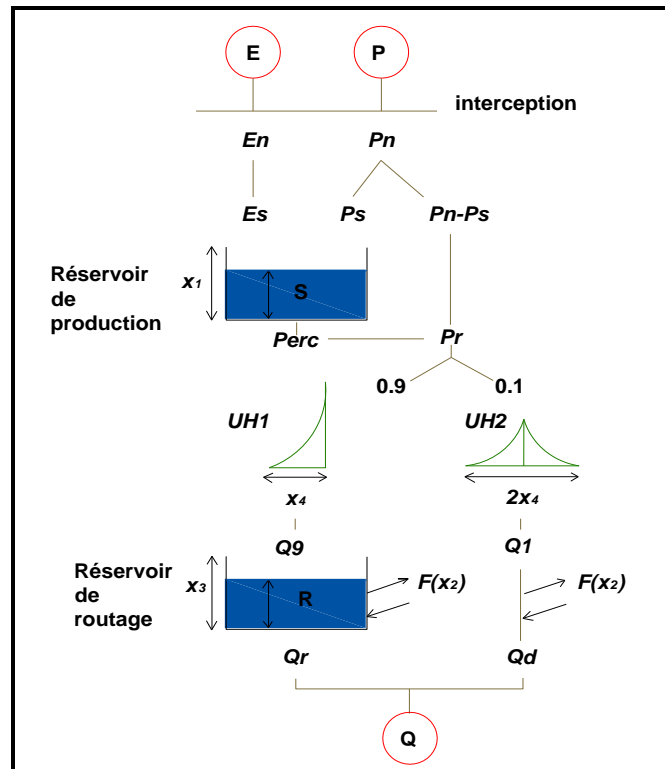 E
P
interception
En
Pn
Es
Ps
Pn-Ps
Réservoir
de
production
x1
S
Perc
Pr
0.9
0.1
UH1
UH2
x4
2x4
Q9
Q1
Réservoir
de
routage
x3
R
F(x2)
F(x2)
Qr
Qd
Q